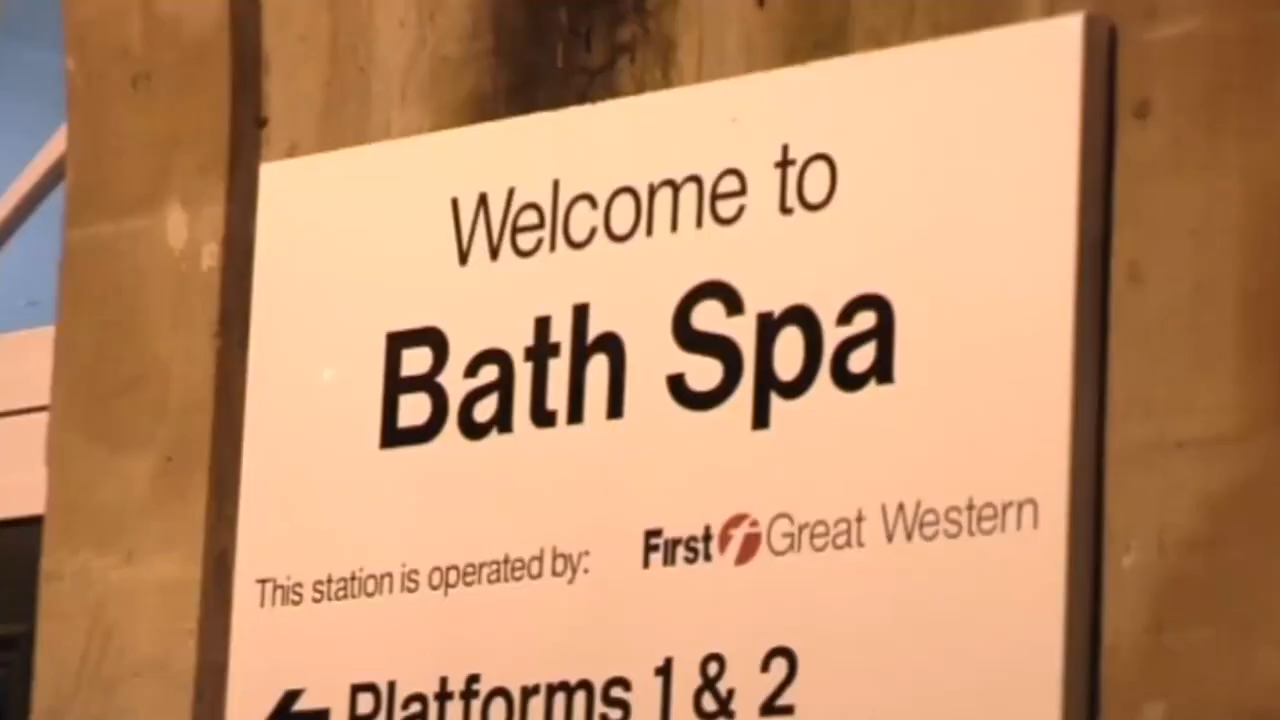 Welcome to
Bath Spa
This station is operated by: First Great Western
← Platforms 1 & 2